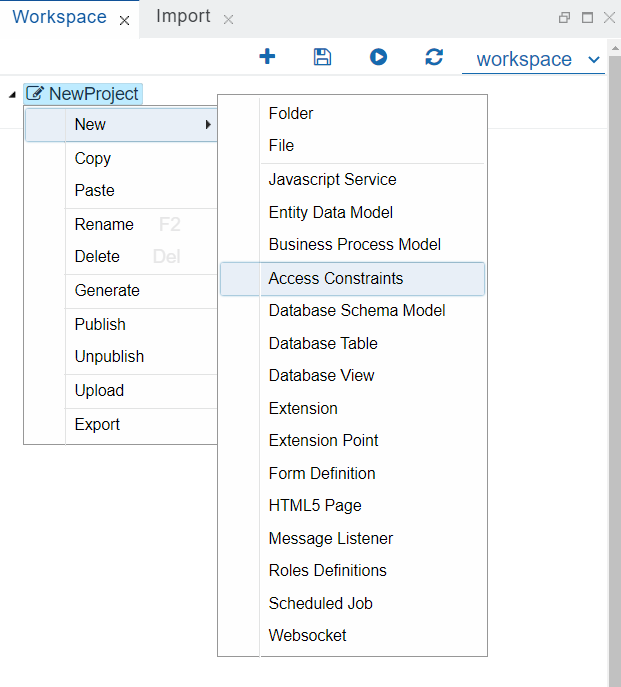 Workspace Import
workspace
NewProject
New
Copy
Paste
Rename F2
Delete Del
Generate
Publish
Unpublish
Upload
Export
Folder
File
Javascript Service
Entity Data Model
Business Process Model
Access Constraints
Database Schema Model
Database Table
Database View
Extension
Extension Point
Form Definition
HTML5 Page
Message Listener
Roles Definitions
Scheduled Job
Websocket